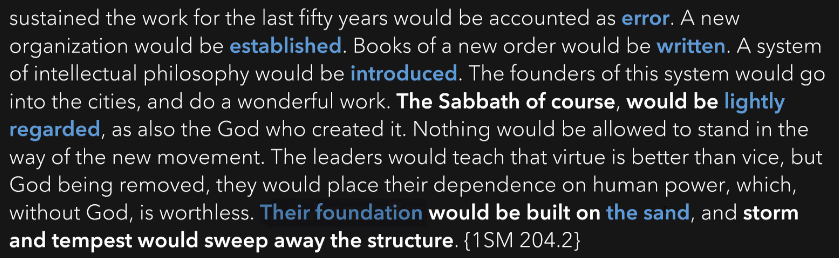 sustained the work for the last fifty years would be accounted as error. A new
organization would be established. Books of a new order would be written. A system
of intellectual philosophy would be introduced. The founders of this system would go
into the cities, and do a wonderful work. The Sabbath of course, would be lightly
regarded, as also the God who created it. Nothing would be allowed to stand in the
way of the new movement. The leaders would teach that virtue is better than vice, but
God being removed, they would place their dependence on human power, which,
without God, is worthless. Their foundation would be built on the sand, and storm
and tempest would sweep away the structure. {1SM 204.2}